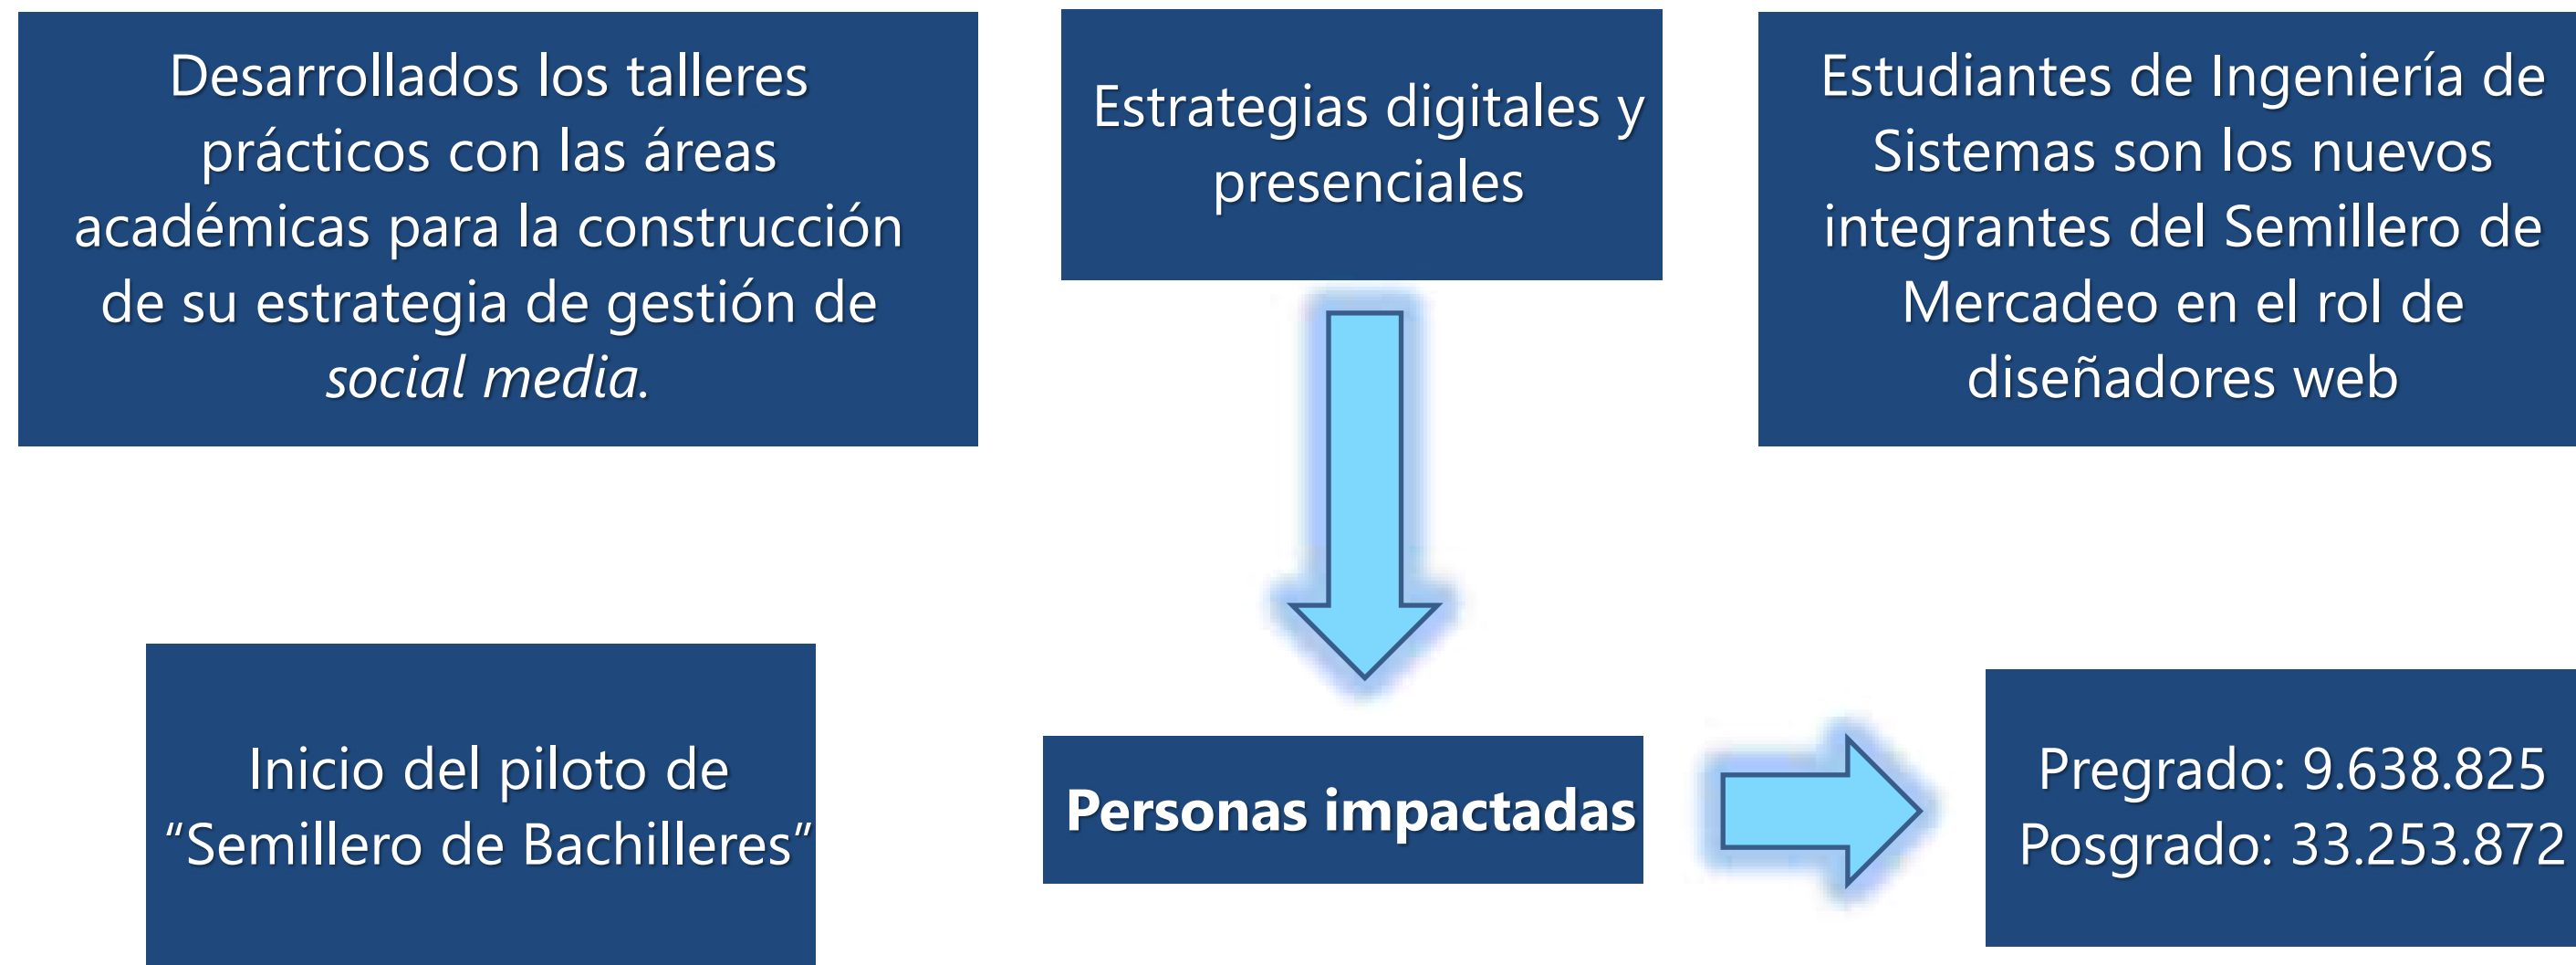 Desarrollados los talleres
prácticos con las áreas
académicas para la construcción
de su estrategia de gestión de
social media.
Estrategias digitales y
presenciales
Estudiantes de Ingeniería de
Sistemas son los nuevos
integrantes del Semillero de
Mercadeo en el rol de
diseñadores web
Inicio del piloto de
“Semillero de Bachilleres”
Personas impactadas
Pregrado: 9.638.825
Posgrado: 33.253.872